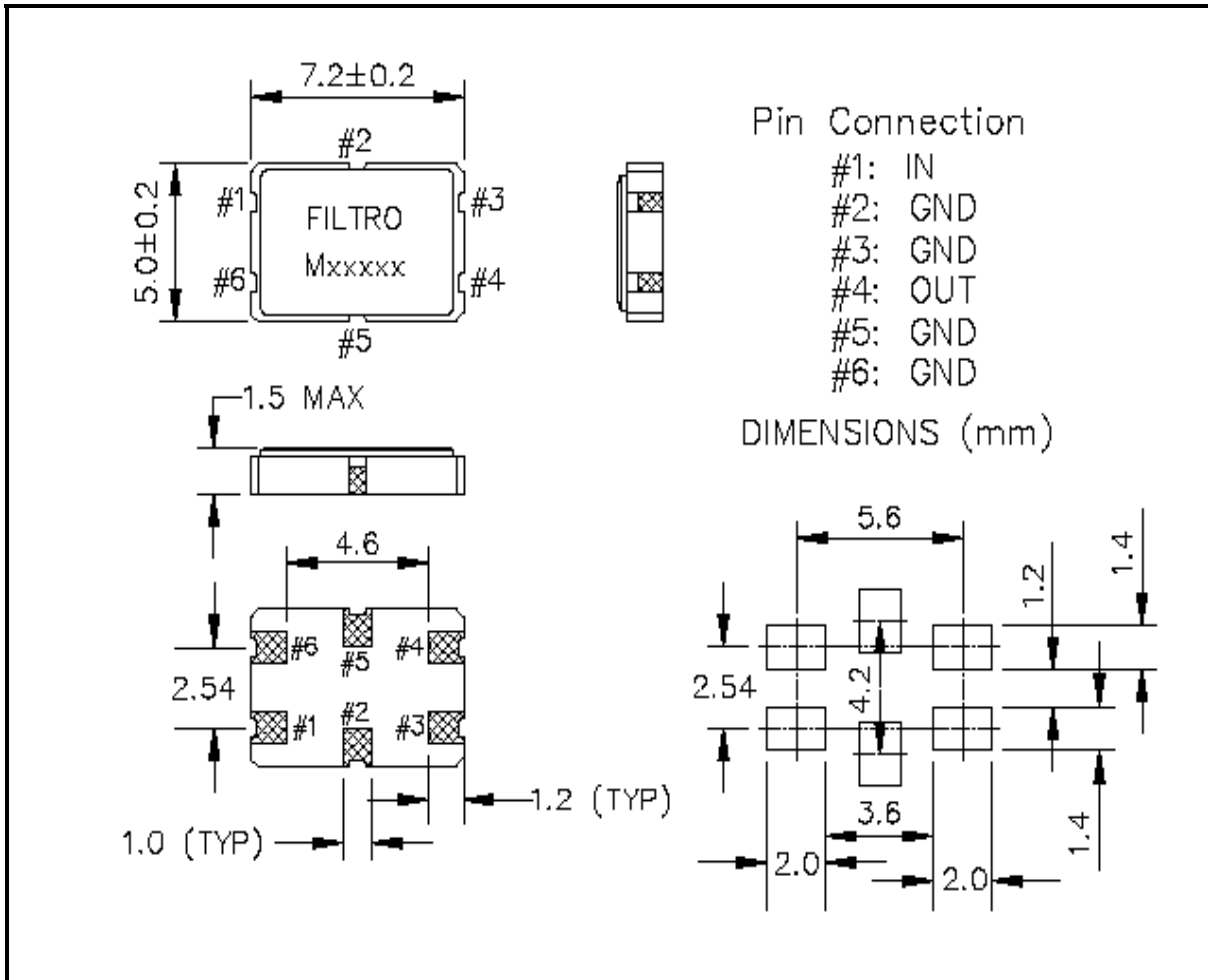 7.2±0.2
5.0±0.2
#2
#1
#3
FILTRO
Mxxxxx
#6
#4
#5
Pin Connection
#1: IN
#2: GND
#3: GND
#4: OUT
#5: GND
#6: GND
DIMENSIONS (mm)
1.5 MAX
4.6
#6
#5
#4
2.54
#1
#2
#3
1.2 (TYP)
1.0 (TYP)
5.6
1.2
1.4
2.54
4.2
3.6
1.4
2.0
2.0